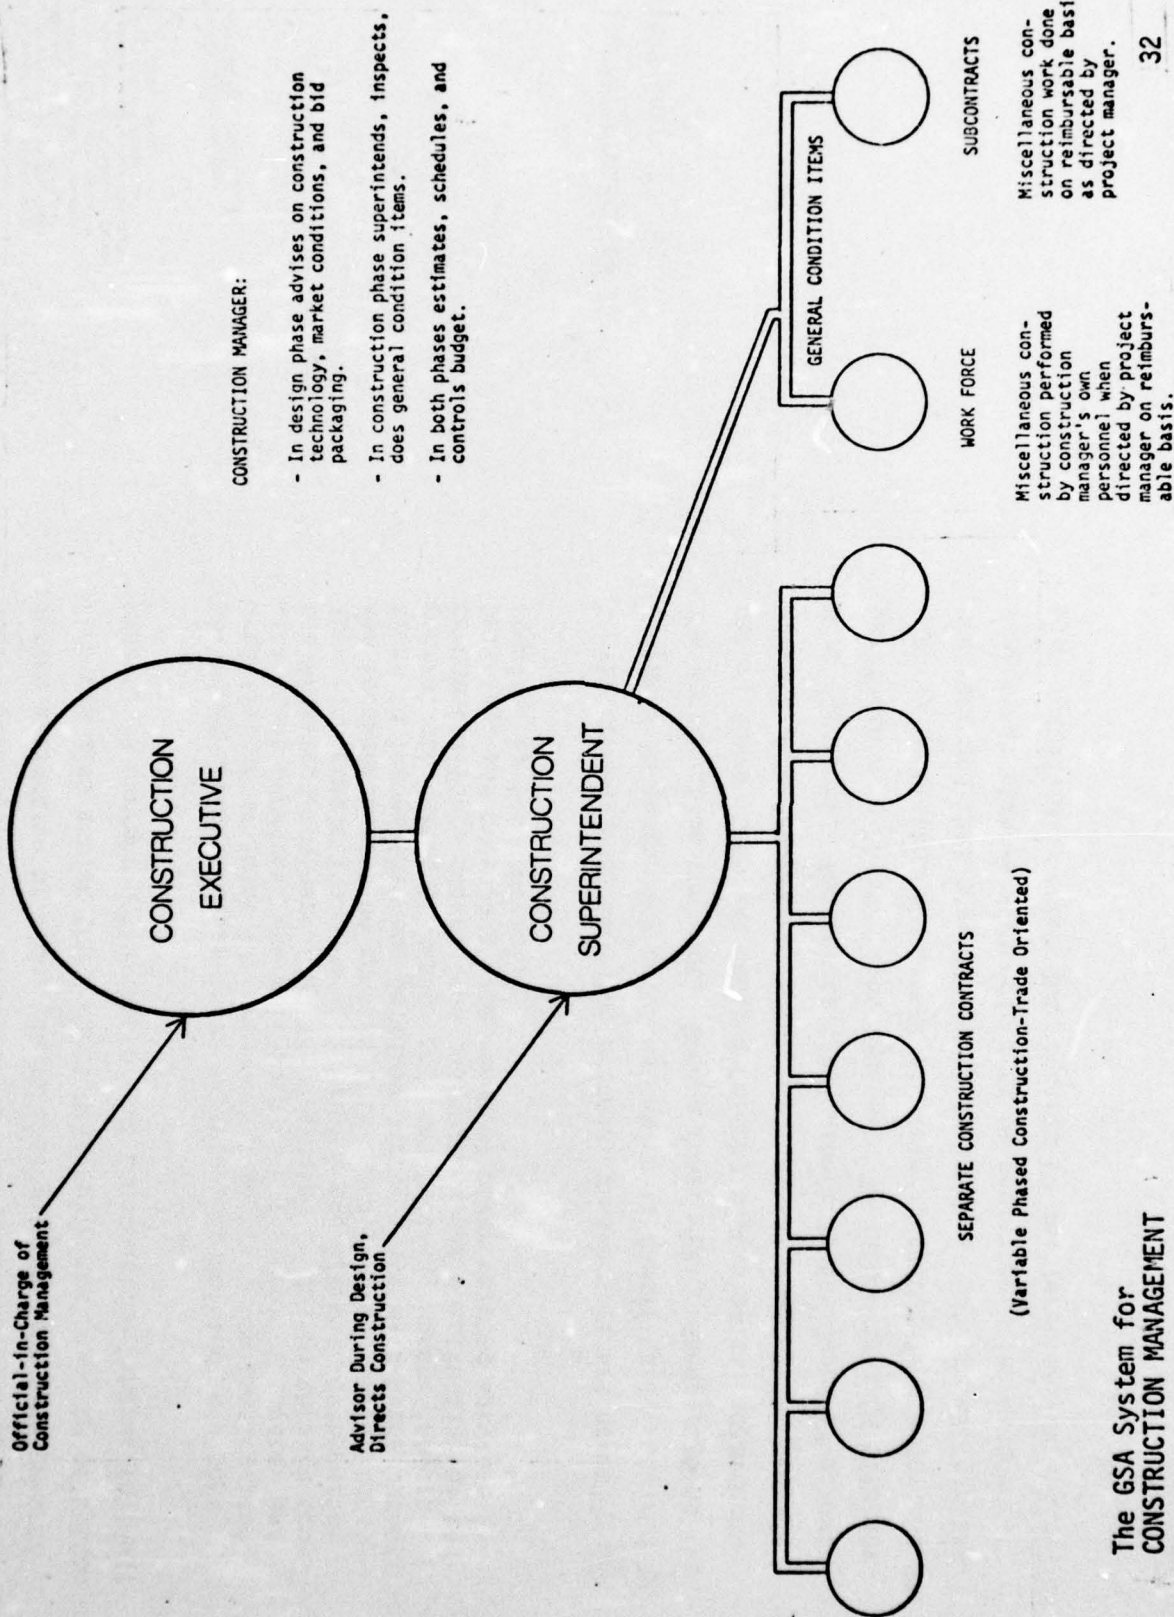 Official-in-Charge of
Construction Management
CONSTRUCTION
EXECUTIVE
CONSTRUCTION MANAGER:
- In design phase advises on construction
technology, market conditions, and bid
packaging.
- In construction phase superintends, inspects,
does general condition items.
- In both phases estimates, schedules, and
controls budget.
Advisor During Design,
Directs Construction
CONSTRUCTION
SUPERINTENDENT
GENERAL CONDITION ITEMS
SEPARATE CONSTRUCTION CONTRACTS
(Variable Phased Construction-Trade Oriented)
WORK FORCE
Miscellaneous con-
struction performed
by construction
manager's own
personnel when
directed by project
manager on reimburs-
able basis.
SUBCONTRACTS
Miscellaneous con-
struction work done
on reimbursable basi
as directed by
project manager.
The GSA System for
CONSTRUCTION MANAGEMENT
32